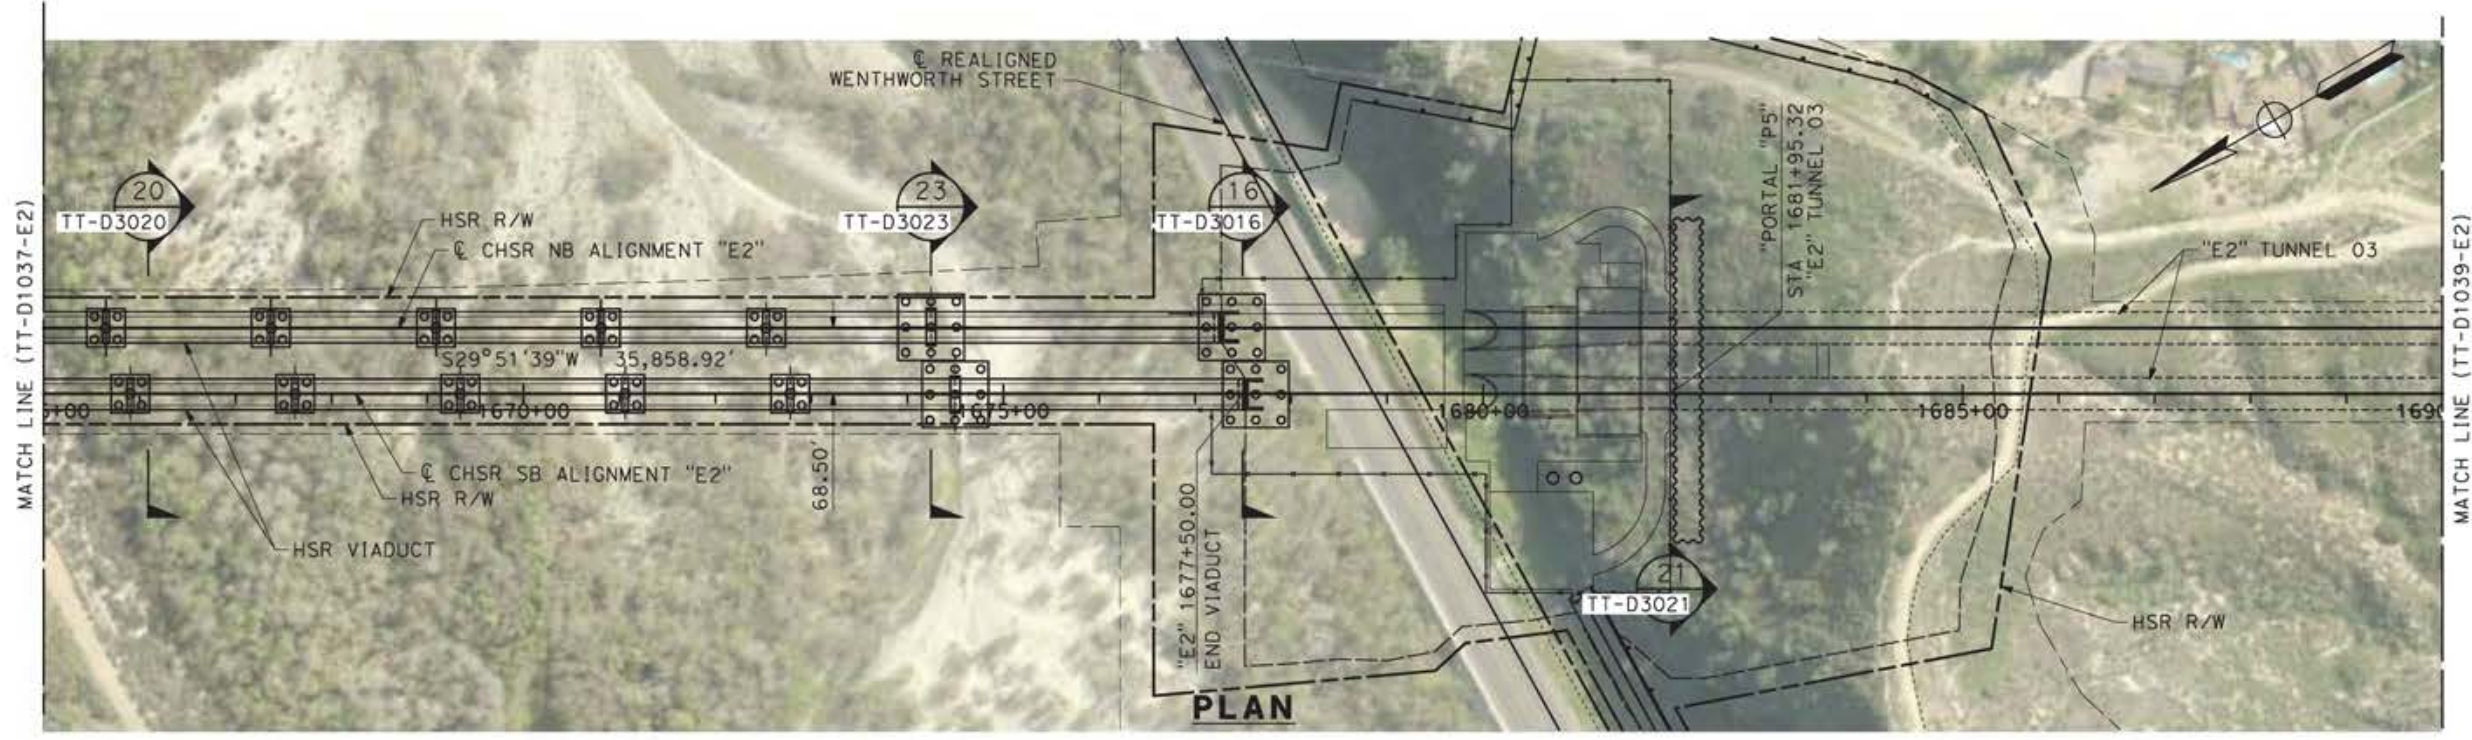 MATCH LINE (TT-D1037-E2)
℄ REALIGNED
WENTHWORTH STREET
20
TT-D3020
23
TT-D3023
16
TT-D3016
HSR R/W
℄ CHSR NB ALIGNMENT "E2"
"PORTAL "P5"
STA 1681+95.32
"E2" TUNNEL 03
"E2" TUNNEL 03
S29°51'39"W 35,858.92'
5+00
1670+00
1675+00
1680+00
1685+00
169
68.50'
℄ CHSR SB ALIGNMENT "E2"
HSR R/W
HSR VIADUCT
"E2" 1677+50.00
END VIADUCT
21
TT-D3021
HSR R/W
MATCH LINE (TT-D1039-E2)
PLAN